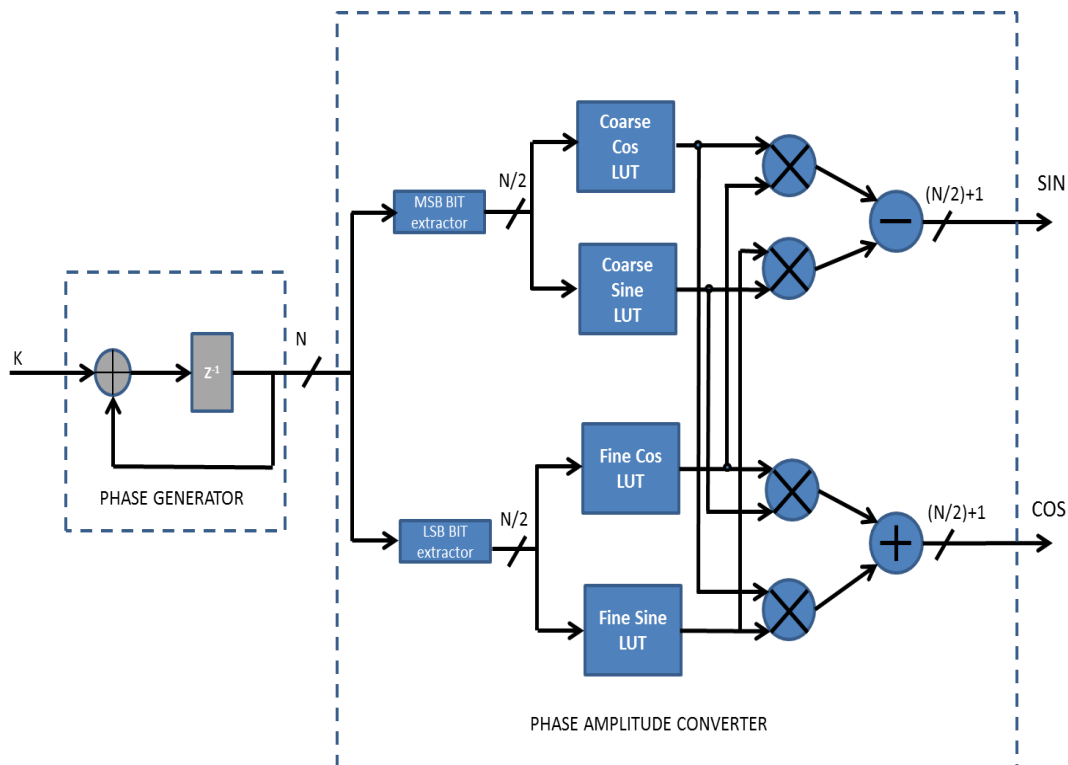 Coarse
Cos
LUT
SIN
N/2
(N/2)+1
MSB BIT
extractor
Coarse
Sine
LUT
N
K
Z-1
Fine Cos
LUT
PHASE GENERATOR
N/2
(N/2)+1
COS
LSB BIT
extractor
Fine Sine
LUT
PHASE AMPLITUDE CONVERTER